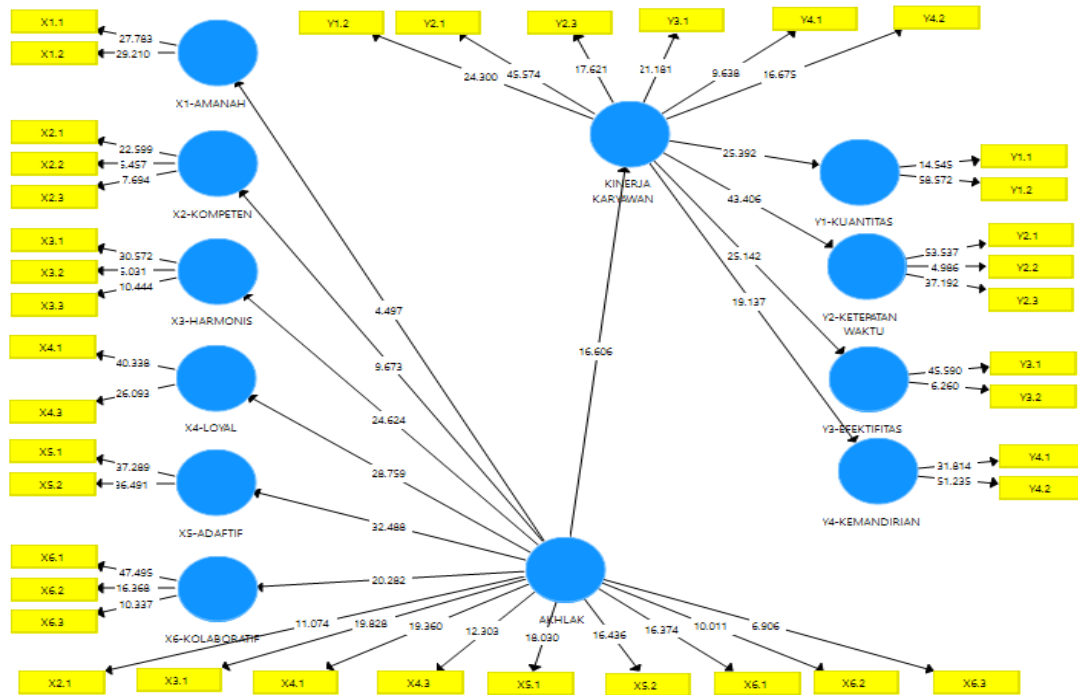 X1.1
27.783
X1.2
29.210
X1-AMANAH
X2.1
22.599
X2.2
X2.3
7.694
X2-KOMPETEN
X3.1
X3.2
X3.3
10.444
X3-HARMONIS
X4.1
40.338
26.093
X4.3
X4-LOYAL
X5.1
37.289
X5.2
36.491
X5-ADAFTIF
X6.1
47.495
X6.2
16.368
X6.3
10.337
X6-KOLABORATIF
Y1.2
Y2.1
Y2.3
Y3.1
Y4.1
Y4.2
24.300
45.574
17.621
21.181
9.638
16.675
KINERJA
KARYAWAN
25.392
43.406
25.142
19.137
14.545
Y1.1
58.572
Y1.2
Y1-KUANTITAS
53.537
Y2.1
4.986
Y2.2
37.192
Y2.3
Y2-KETEPATAN
WAKTU
45.590
Y3.1
6.260
Y3.2
Y3-EFEKTIFITAS
31.814
Y4.1
51.235
Y4.2
Y4-KEMANDIRIAN
4.497
9.673
24.624
28.759
32.488
20.282
16.606
AKHLAK
11.074
19.828
19.360
12.303
18.030
16.436
16.374
10.011
6.906
X2.1
X3.1
X4.1
X4.3
X5.1
X5.2
X6.1
X6.2
X6.3